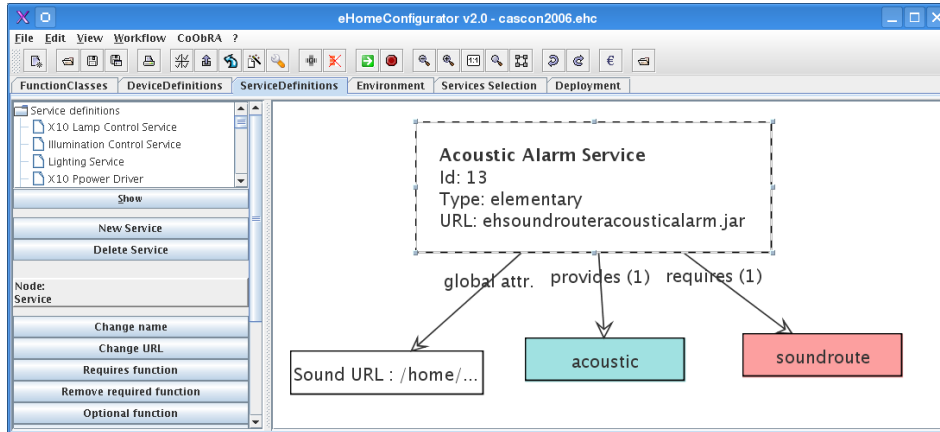 eHomeConfigurator v2.0 - cascon2006.ehc
File Edit View Workflow CoObRA ?
1:1 €
FunctionClasses DeviceDefinitions ServiceDefinitions Environment Services Selection Deployment
Service definitions
X10 Lamp Control Service
Illumination Control Service
Lighting Service
X10 Ppower Driver
Show
New Service
Delete Service
Node:
Service
Change name
Change URL
Requires function
Remove required function
Optional function
Acoustic Alarm Service
Id: 13
Type: elementary
URL: ehsoundrouteracousticalarm.jar
global attr. provides (1) requires (1)
Sound URL : /home/...
acoustic
soundroute